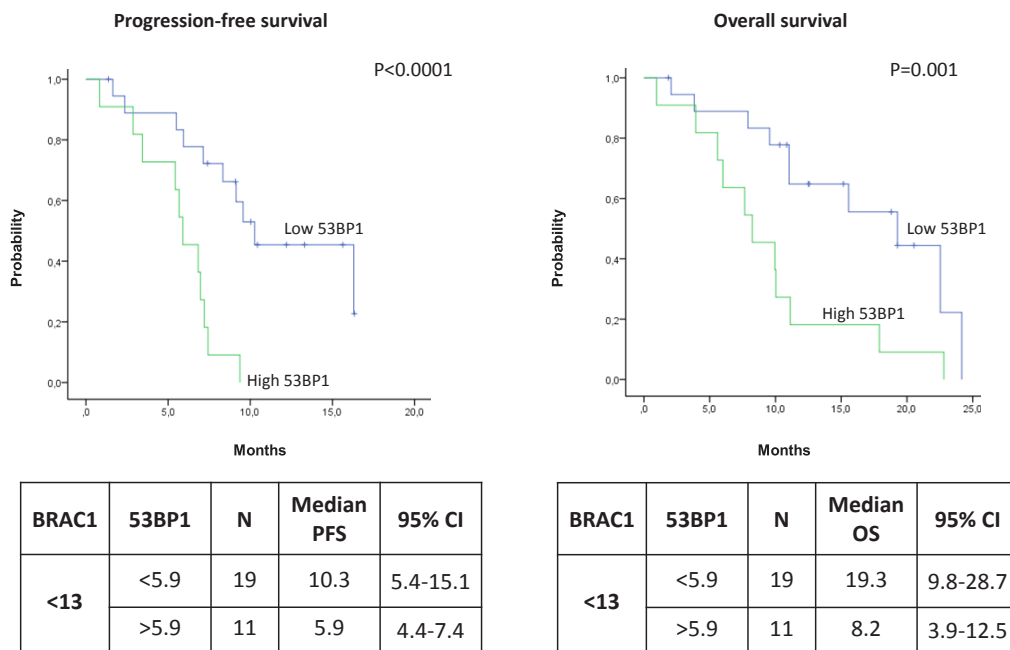 Progression-free survival
P<0.0001
Probability
1,0
0,8
0,6
0,4
0,2
0,0
Low 53BP1
High 53BP1
,0 5,0 10,0 15,0 20,0
Months
BRAC1 53BP1 N Median PFS 95% CI
<13 <5.9 19 10.3 5.4-15.1
>5.9 11 5.9 4.4-7.4
Overall survival
P=0.001
Probability
1,0
0,8
0,6
0,4
0,2
0,0
Low 53BP1
High 53BP1
,0 5,0 10,0 15,0 20,0 25,0
Months
BRAC1 53BP1 N Median OS 95% CI
<13 <5.9 19 19.3 9.8-28.7
>5.9 11 8.2 3.9-12.5